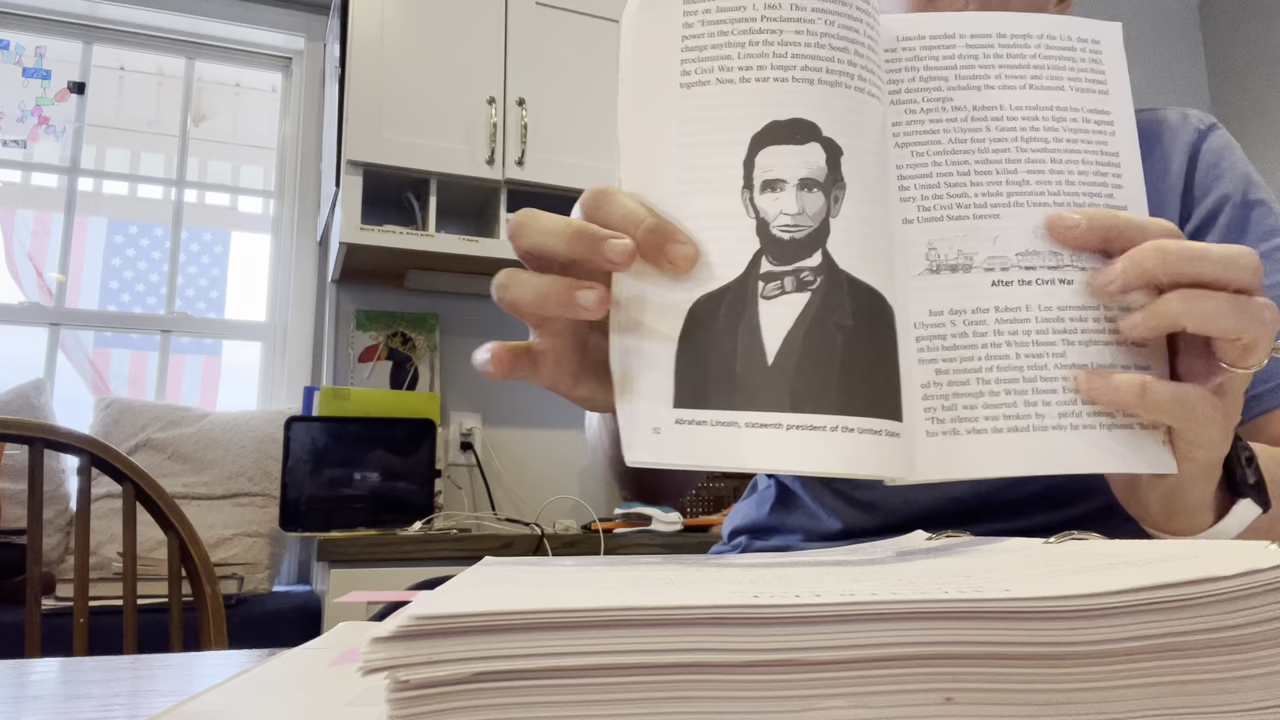 tree on January 1, 1863. This announcement was
the "Emancipation Proclamation." Of course, L
power in the Confederacy—so his proclamation
change anything for the slaves in the South. But
proclamation, Lincoln had announced to the whole
the Civil War was no longer about keeping the
together. Now, the war was being fought to end
Abraham Lincoln, sixteenth president of the United State
Lincoln needed to assure the people of the U.S. that the
war was important—because hundreds of thousands of men
were suffering and dying. In the Battle of Gettysburg, in 1863,
over fifty thousand men were wounded and killed in just three
days of fighting. Hundreds of towns and cities were burned
and destroyed, including the cities of Richmond, Virginia and
Atlanta, Georgia.
On April 9, 1865, Robert E. Lee realized that his Confeder-
ate army was out of food and too weak to fight on. He agreed
to surrender to Ulysses S. Grant in the little Virginia town of
Appomattox. After four years of fighting, the war was over.
The Confederacy fell apart. The southern states were forced
to rejoin the Union, without their slaves. But over five hundred
thousand men had been killed—more than in any other war
the United States has ever fought, even in the twentieth cen-
tury. In the South, a whole generation had been wiped out.
The Civil War had saved the Union; but it had also changed
the United States forever.
After the Civil War
Just days after Robert E. Lee surrendered
Ulysses S. Grant, Abraham Lincoln woke up
gasping with fear. He sat up and looked around
in his bedroom at the White House. The nightmare
from was just a dream. It wasn't real
But instead of feeling relief, Abraham Lincoln was
ed by dread. The dream had been so
dering through the White House.
ery hall was deserted. But he could
"The silence was broken by ... pitiful sobbing,"
his wife, when she asked him why he was frightened.
BOX TOPS & RULERS
TAPE